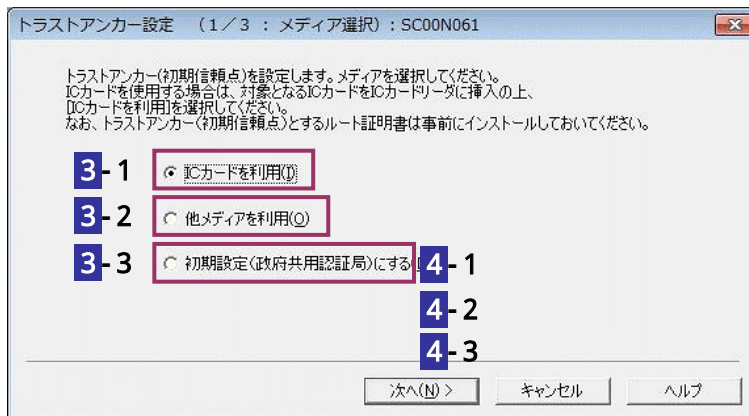 トラストアンカー設定 (1/3 : メディア選択) : SC00N061
トラストアンカー(初期信頼点)を設定します。メディアを選択してください。
ICカードを使用する場合は、対象となるICカードをICカードリーダに挿入の上、
[ICカードを利用]を選択してください。
なお、トラストアンカー(初期信頼点)とするルート証明書は事前にインストールしておいてください。
3-1 ICカードを利用(I)
3-2 他メディアを利用(O)
3-3 初期設定(政府共用認証局)にする( 4-1
4-2
4-3
次へ(N) > キャンセル ヘルプ